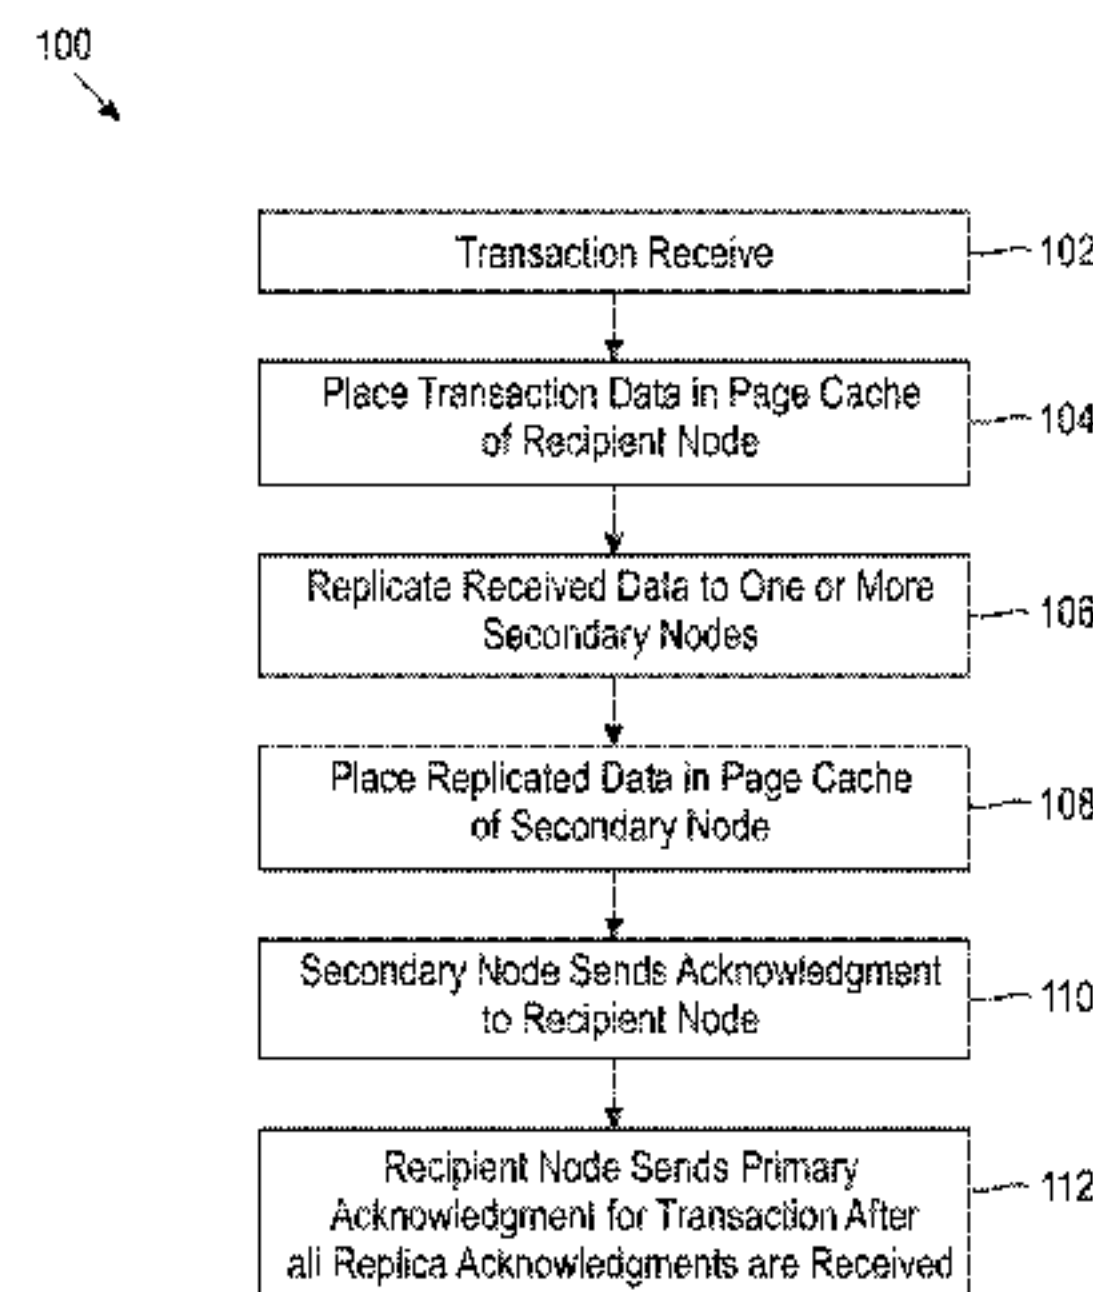 100
Transaction Receive
102
Place Transaction Data in Page Cache
of Recipient Node
104
Replicate Received Data to One or More
Secondary Nodes
106
Place Replicated Data in Page Cache
of Secondary Node
108
Secondary Node Sends Acknowledgment
to Recipient Node
110
Recipient Node Sends Primary
Acknowledgment for Transaction After
all Replica Acknowledgments are Received
112